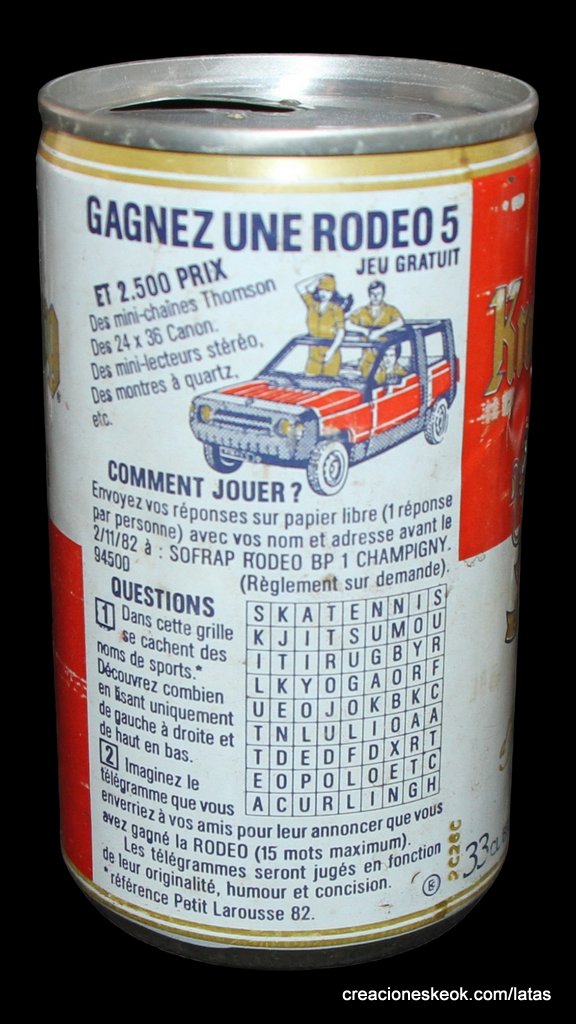 GAGNEZ UNE RODEO 5
JEU GRATUIT
ET 2.500 PRIX
Des mini-chaînes Thomson
Des 24 x 36 Canon.
Des mini-lecteurs stéréo,
Des montres à quartz,
etc.
COMMENT JOUER ?
Envoyez vos réponses sur papier libre (1 réponse
par personne) avec vos nom et adresse avant le
2/11/82 à : SOFRAP RODEO BP 1 CHAMPIGNY.
94500
(Règlement sur demande).
QUESTIONS
1 Dans cette grille
se cachent des
noms de sports.*
Découvrez combien
en lisant uniquement
de gauche à droite et
de haut en bas.
2 Imaginez le
télégramme que vous
enverriez à vos amis pour leur annoncer que vous
avez gagné la RODEO (15 mots maximum).
Les télégrammes seront jugés en fonction
de leur originalité, humour et concision.
*référence Petit Larousse 82.
S K A T E N N I S
K J I T S U M O U
I T I R U G B Y R
L K Y O G A O R F
U E O J O K B K C
T N L U L I O A A
T D E D F D X R T
E O P O L O E T C
A C U R L I N G H
33 CL
creacioneskeok.com/latas